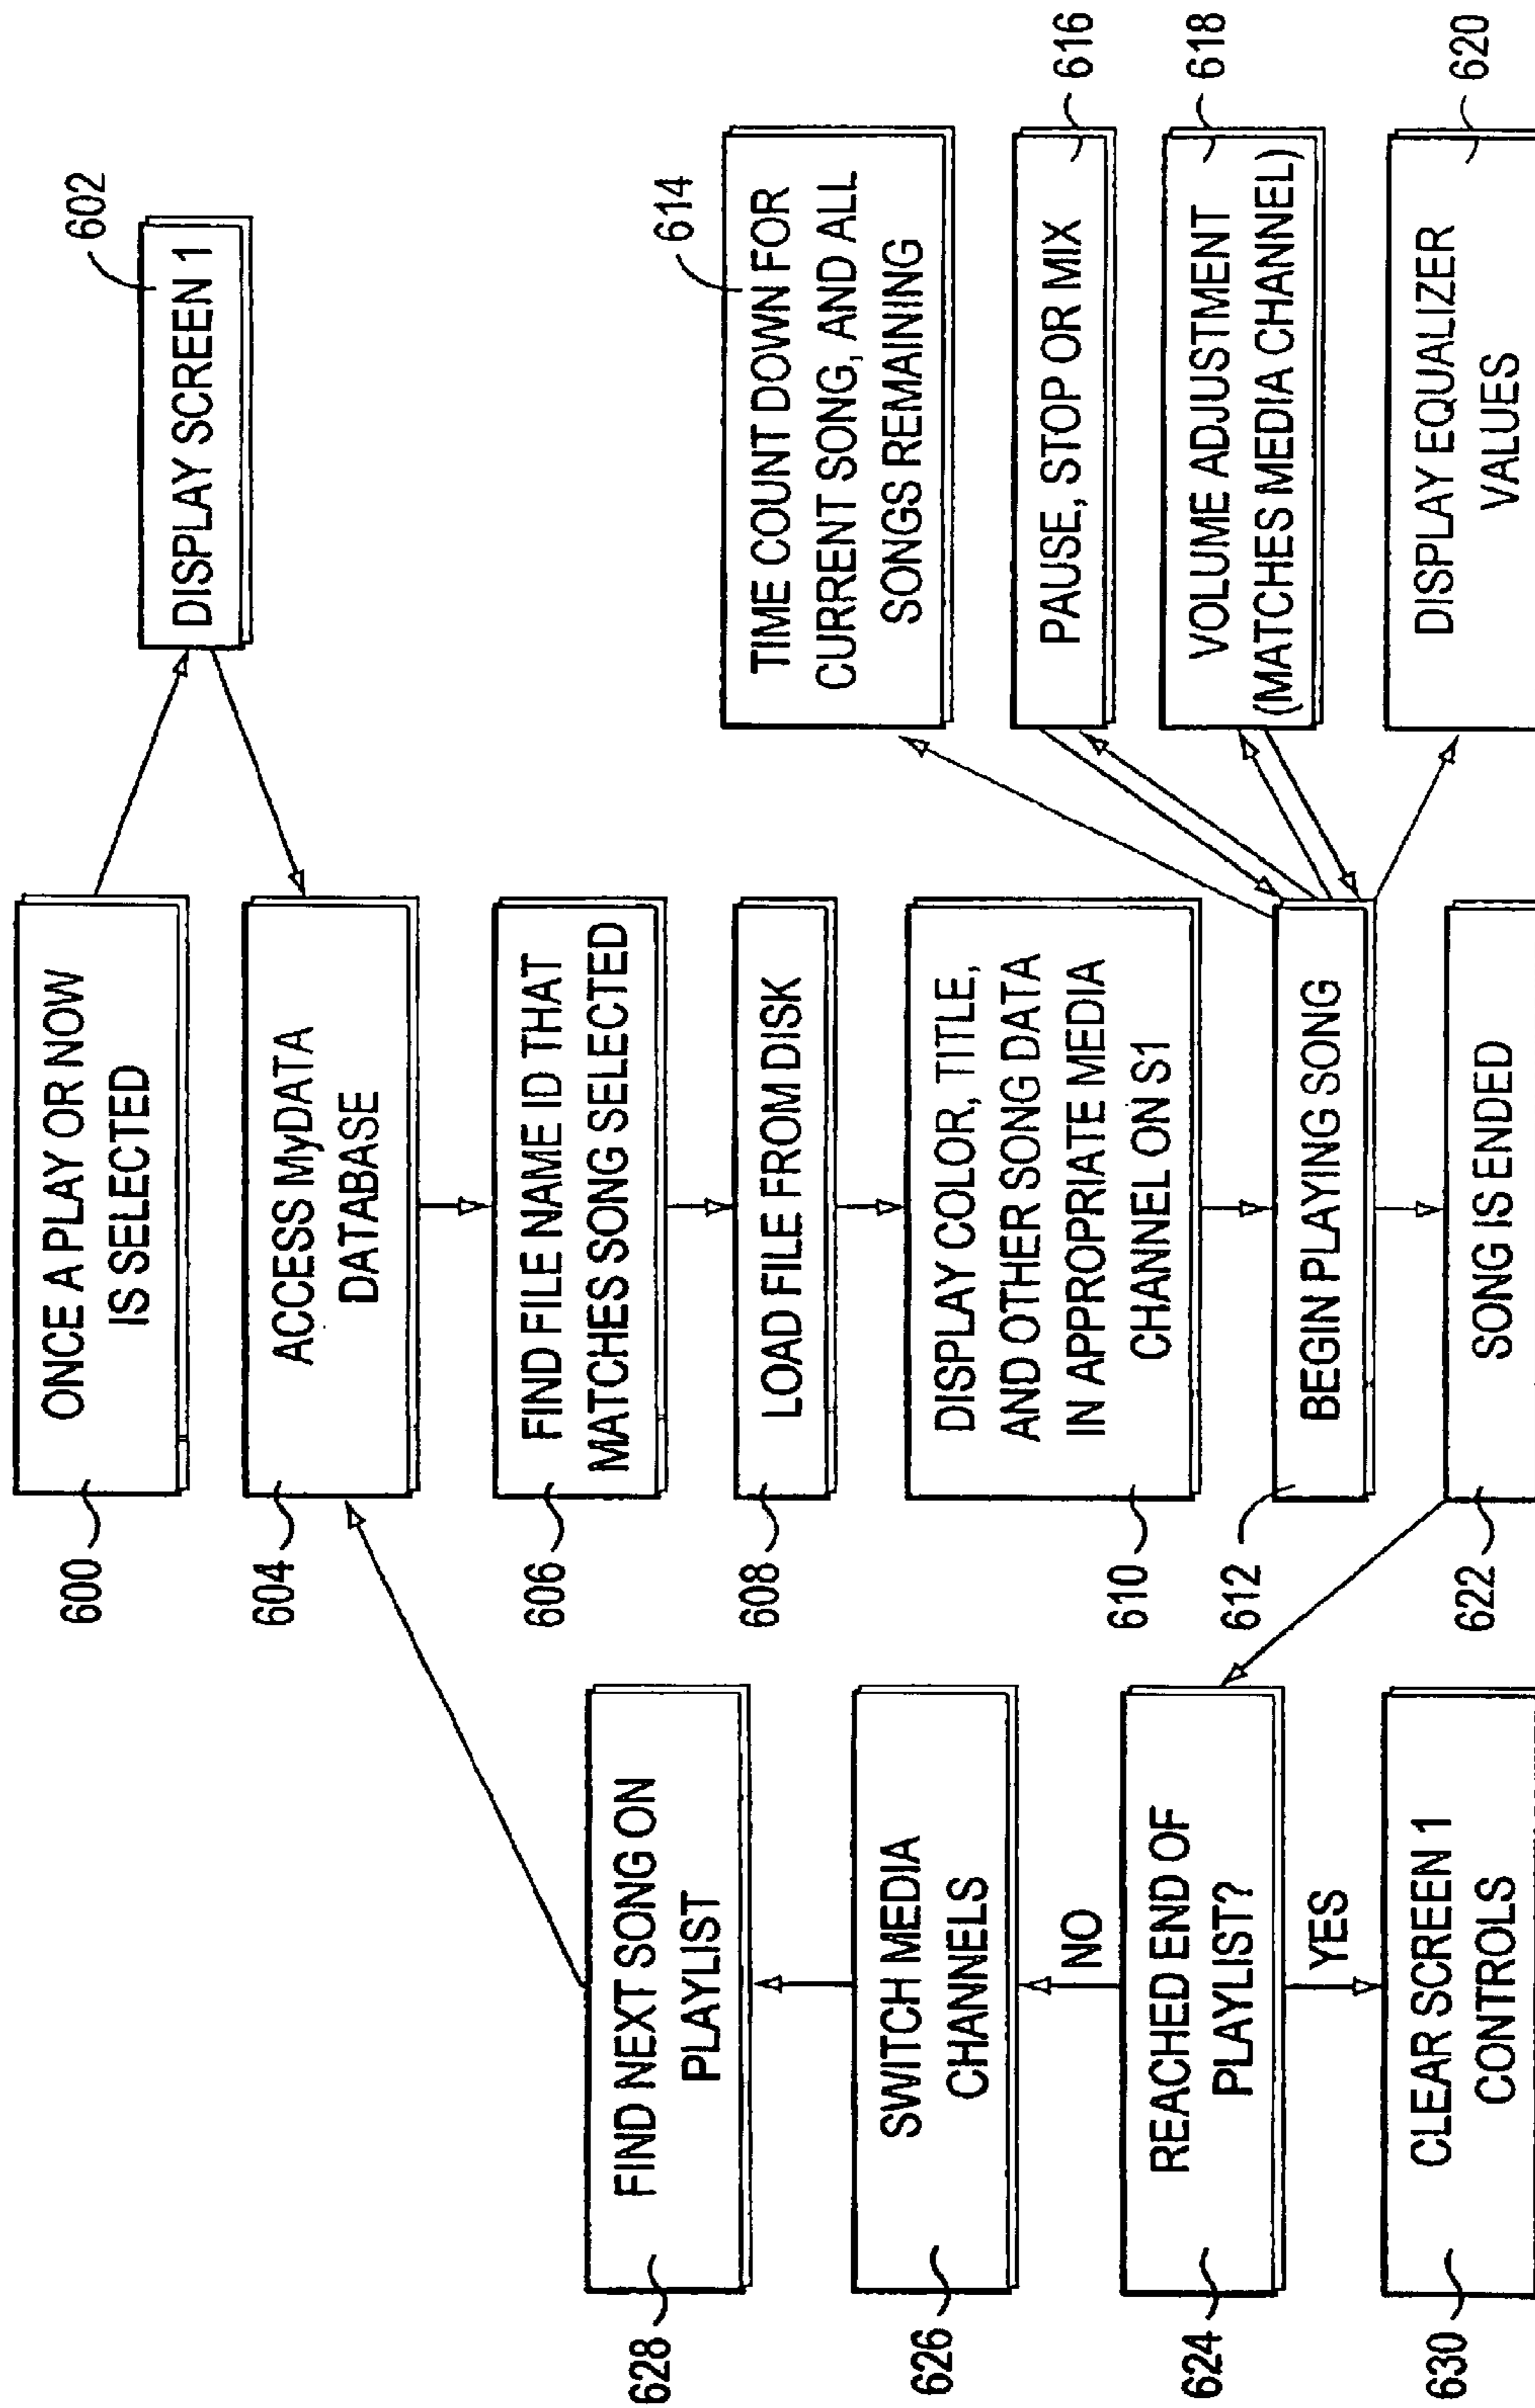 600
ONCE A PLAY OR NOW
IS SELECTED
602
DISPLAY SCREEN 1
604
ACCESS MyDATA
DATABASE
606
FIND FILE NAME ID THAT
MATCHES SONG SELECTED
608
LOAD FILE FROM DISK
610
DISPLAY COLOR, TITLE,
AND OTHER SONG DATA
IN APPROPRIATE MEDIA
CHANNEL ON S1
612
BEGIN PLAYING SONG
614
TIME COUNT DOWN FOR
CURRENT SONG, AND ALL
SONGS REMAINING
616
PAUSE, STOP OR MIX
618
VOLUME ADJUSTMENT
(MATCHES MEDIA CHANNEL)
620
DISPLAY EQUALIZER
VALUES
622
SONG IS ENDED
628
FIND NEXT SONG ON
PLAYLIST
626
SWITCH MEDIA
CHANNELS
NO
624
REACHED END OF
PLAYLIST?
YES
630
CLEAR SCREEN 1
CONTROLS